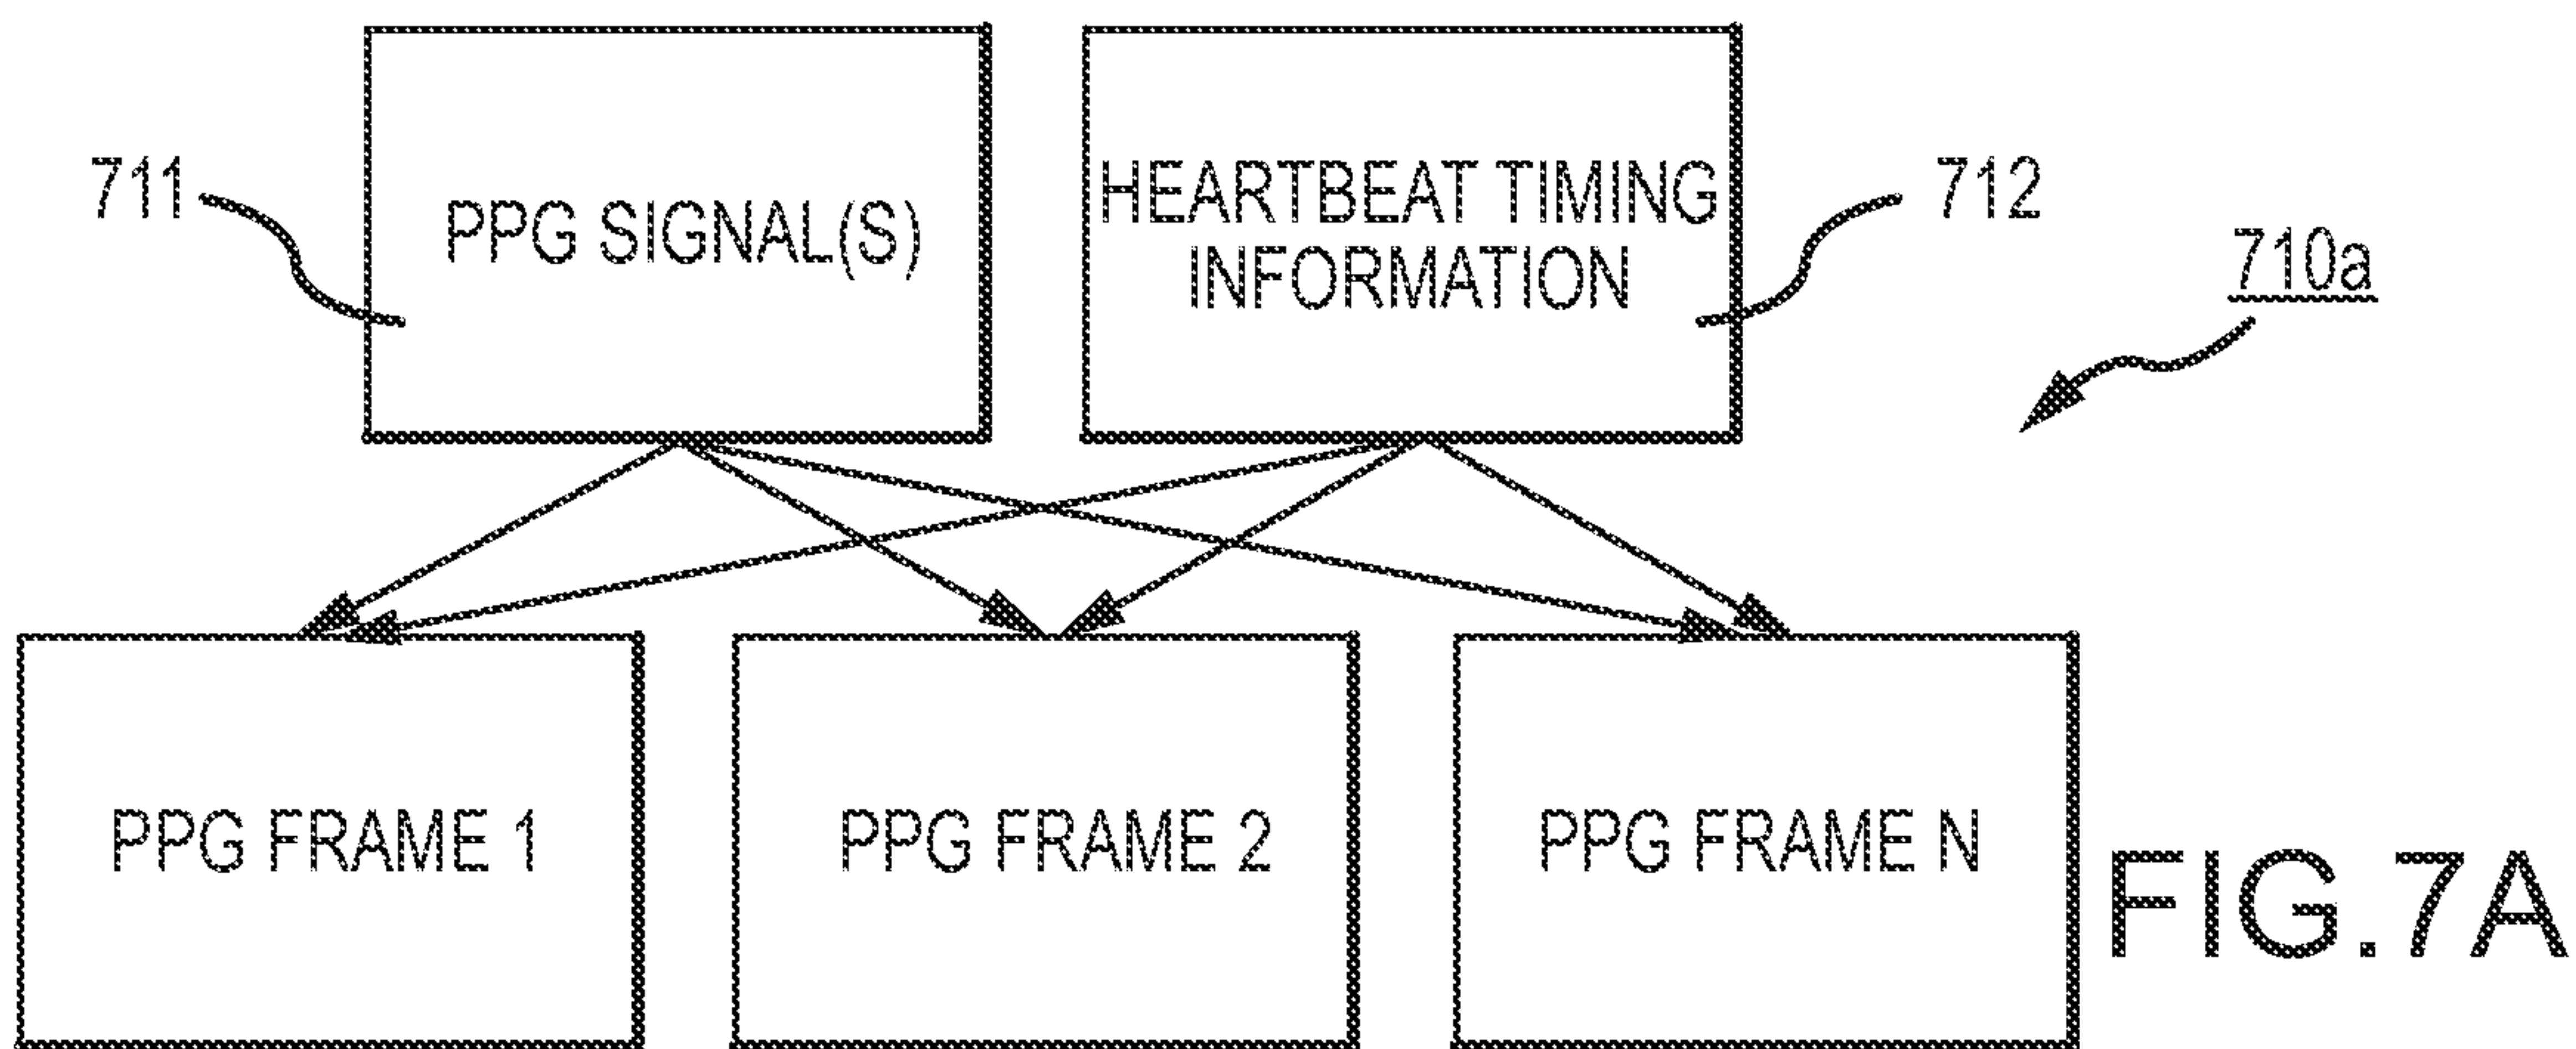 711
PPG SIGNAL(S)
HEARTBEAT TIMING
INFORMATION
712
710a
PPG FRAME 1
PPG FRAME 2
PPG FRAME N
FIG.7A